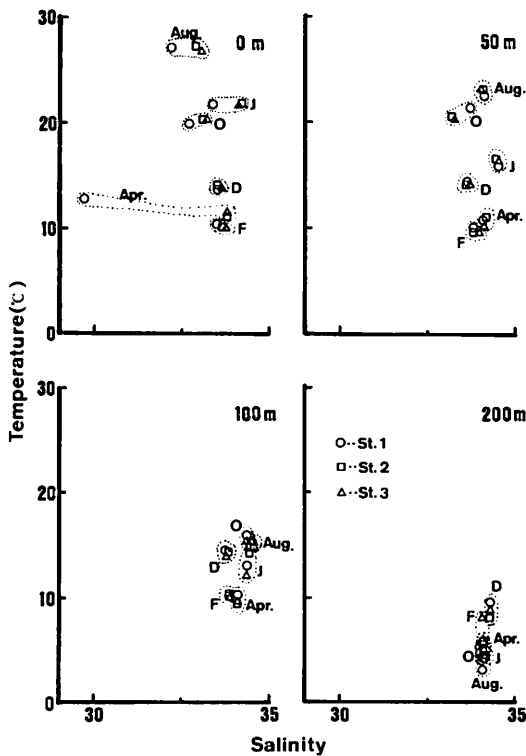 30
20
10
0
Aug.
0 m
J
O
D
Apr.
F
50 m
Aug.
O
J
D
Apr.
F
Temperature(℃)
30
20
10
0
100 m
O
Aug.
D
J
F
Apr.
30
35
200 m
○··St.1
□··St.2
△··St.3
D
F
Apr.
O
J
Aug.
30
35
Salinity